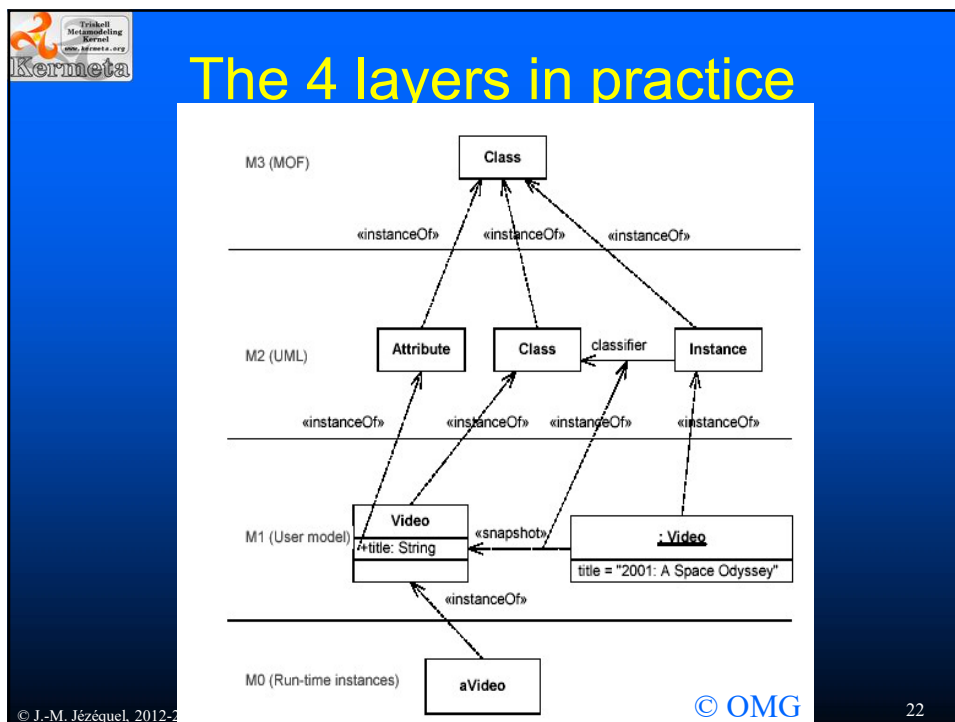 Triskell
Metamodeling
Kernel
www.kermeta.org
Kermeta
The 4 layers in practice
M3 (MOF)
Class
«instanceOf» «instanceOf» «instanceOf»
M2 (UML)
Attribute
Class
classifier
Instance
«instanceOf» «instanceOf» «instanceOf» «instanceOf»
M1 (User model)
Video
+title: String
«snapshot»
: Video
title = "2001: A Space Odyssey"
«instanceOf»
M0 (Run-time instances)
aVideo
© J.-M. Jézéquel, 2012-2
© OMG
22